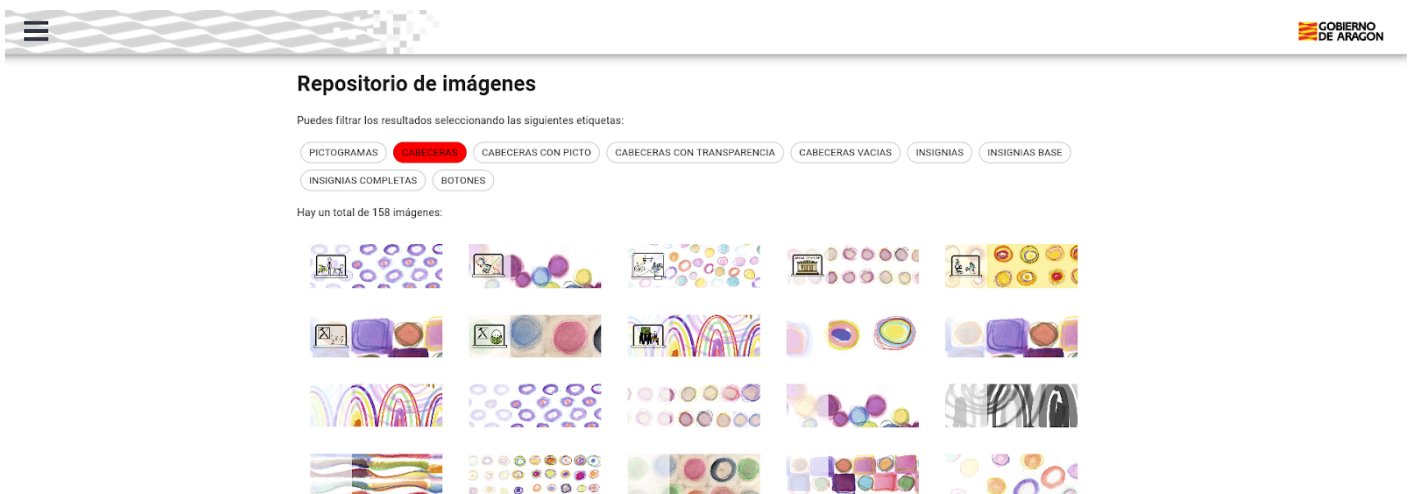 GOBIERNO
DE ARAGON
Repositorio de imágenes
Puedes filtrar los resultados seleccionando las siguientes etiquetas:
PICTOGRAMAS CABECERAS CABECERAS CON PICTO CABECERAS CON TRANSPARENCIA CABECERAS VACIAS INSIGNIAS INSIGNIAS BASE
INSIGNIAS COMPLETAS BOTONES
Hay un total de 158 imágenes: